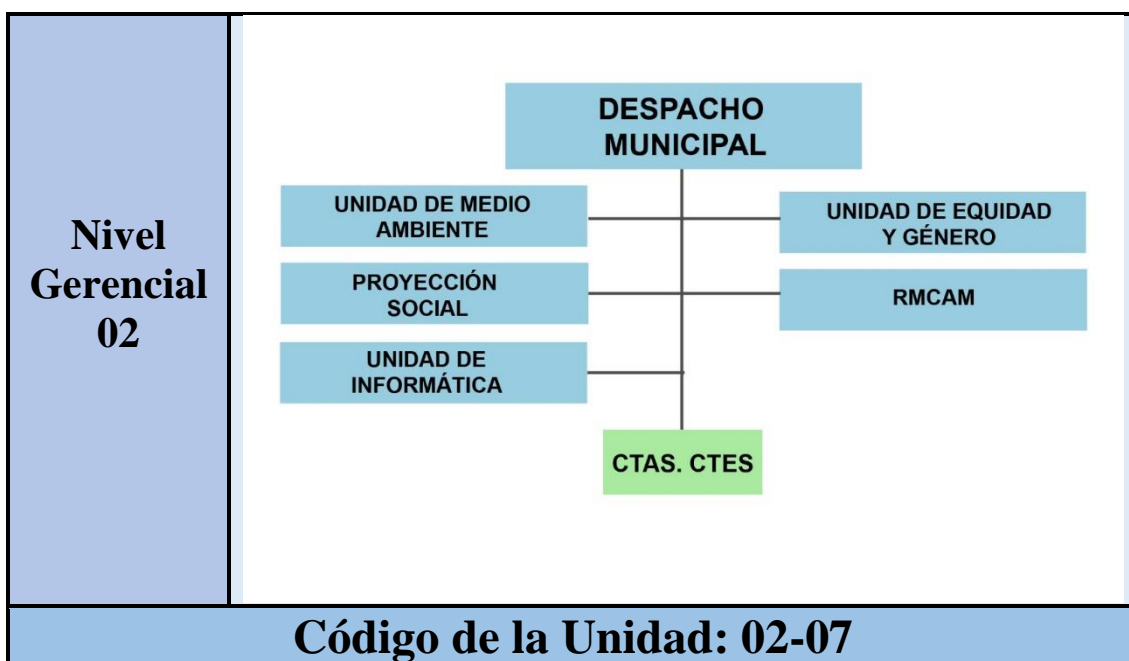 Nivel
Gerencial
02
DESPACHO
MUNICIPAL
UNIDAD DE MEDIO
AMBIENTE
UNIDAD DE EQUIDAD
Y GÉNERO
PROYECCIÓN
SOCIAL
RMCAM
UNIDAD DE
INFORMÁTICA
CTAS. CTES
Código de la Unidad: 02-07